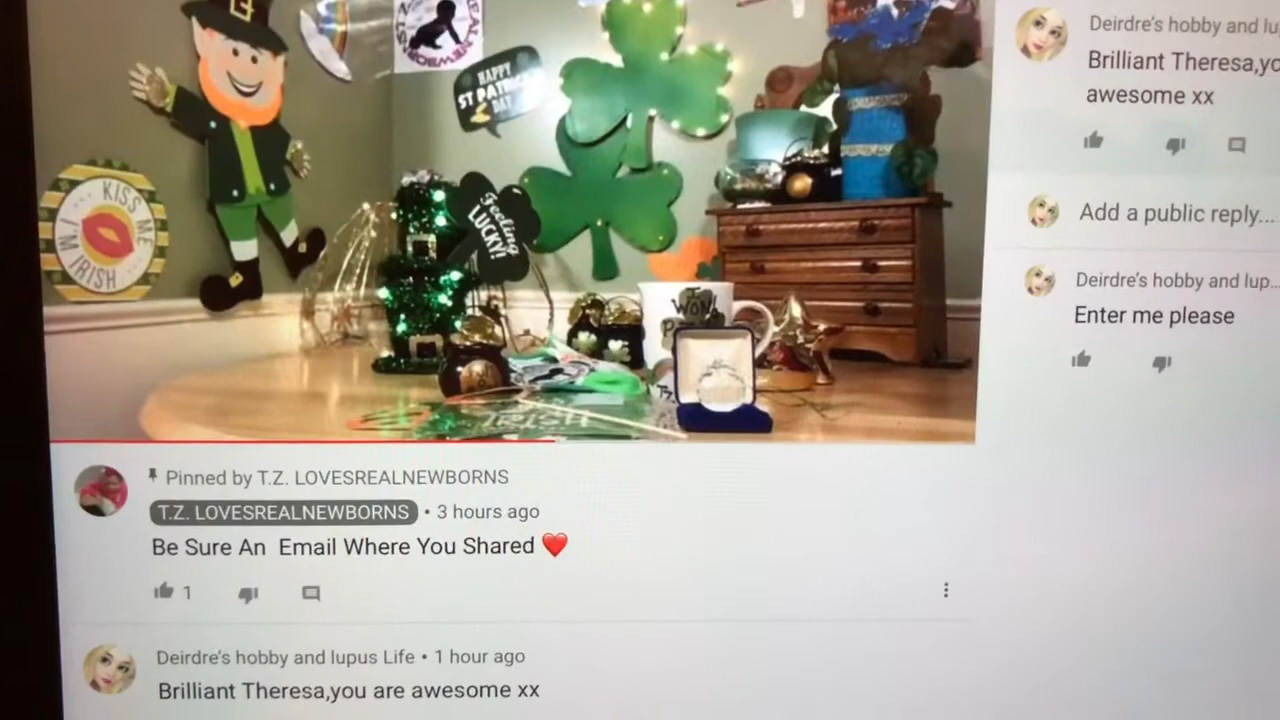 HAPPY
ST PATRICK'S
DAY
KISS ME
I'M IRISH
Feeling
LUCKY!
Pinned by T.Z. LOVESREALNEWBORNS
T.Z. LOVESREALNEWBORNS • 3 hours ago
Be Sure An Email Where You Shared ❤️
1
Deirdre's hobby and lupus Life • 1 hour ago
Brilliant Theresa,you are awesome xx
Deirdre's hobby and lu
Brilliant Theresa,yo
awesome xx
Add a public reply...
Deirdre's hobby and lup...
Enter me please